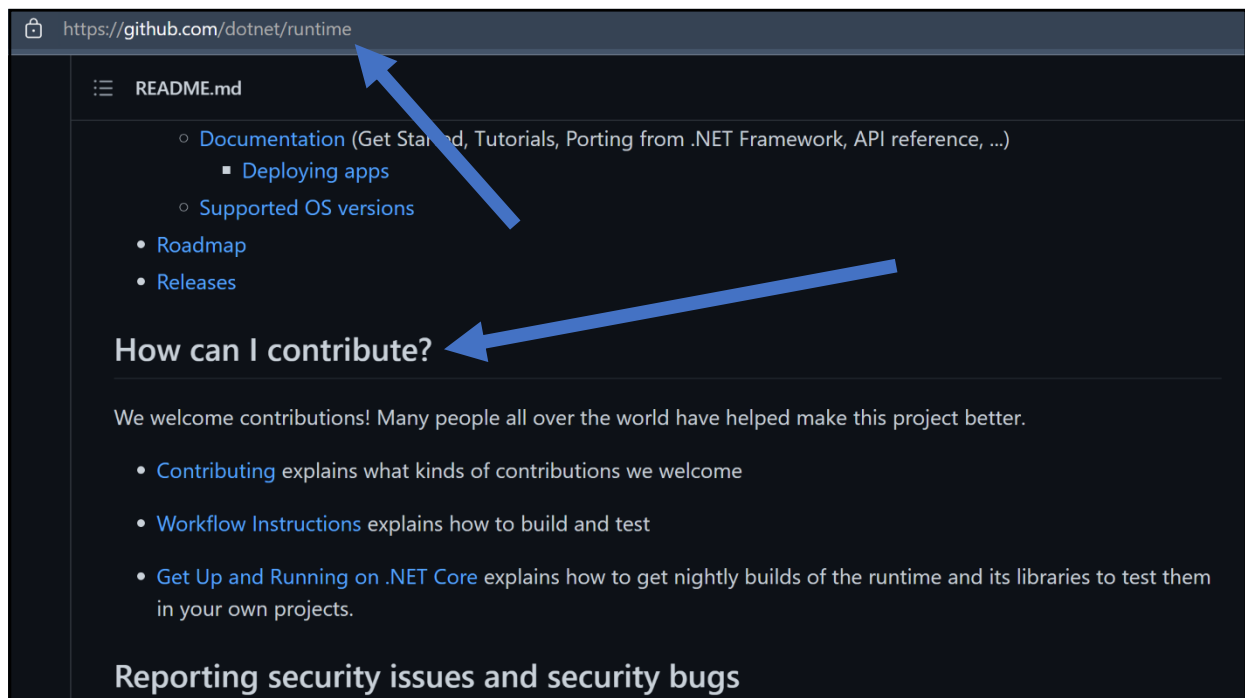 https://github.com/dotnet/runtime
README.md
Documentation (Get Started, Tutorials, Porting from .NET Framework, API reference, ...)
Deploying apps
Supported OS versions
Roadmap
Releases
How can I contribute?
We welcome contributions! Many people all over the world have helped make this project better.
Contributing explains what kinds of contributions we welcome
Workflow Instructions explains how to build and test
Get Up and Running on .NET Core explains how to get nightly builds of the runtime and its libraries to test them
in your own projects.
Reporting security issues and security bugs